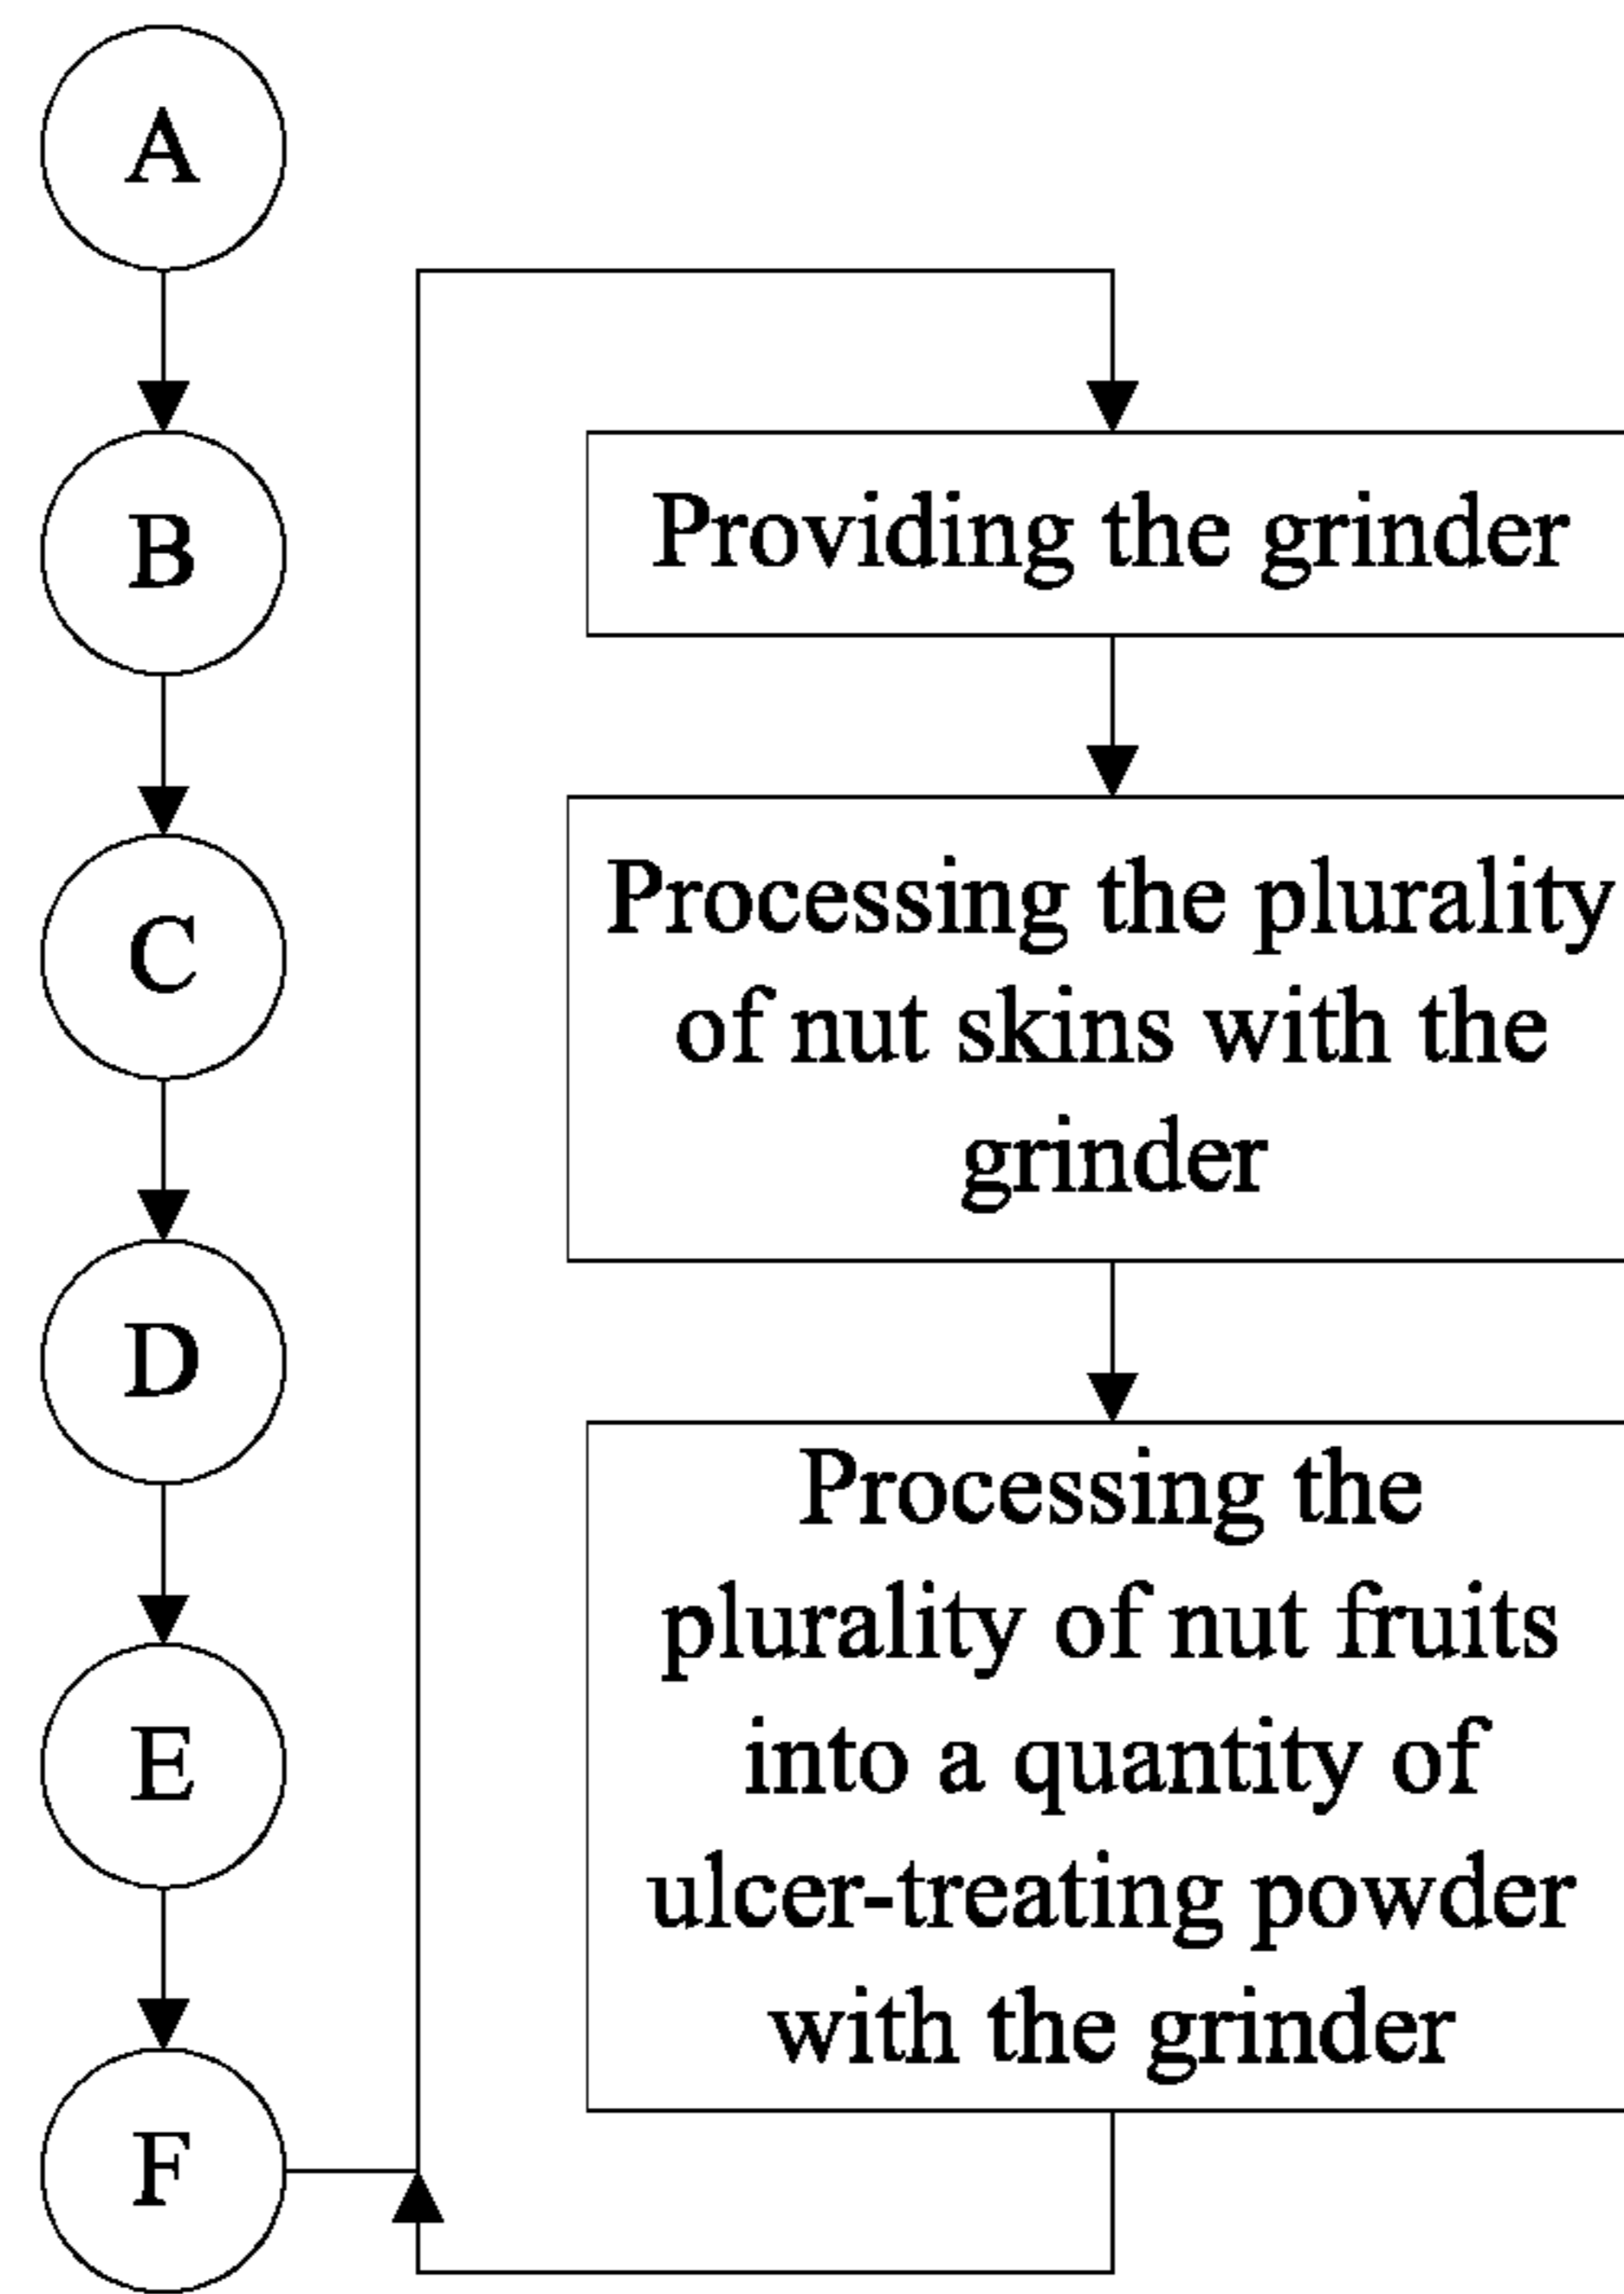 A
B
C
D
E
F
Providing the grinder
Processing the plurality
of nut skins with the
grinder
Processing the
plurality of nut fruits
into a quantity of
ulcer-treating powder
with the grinder